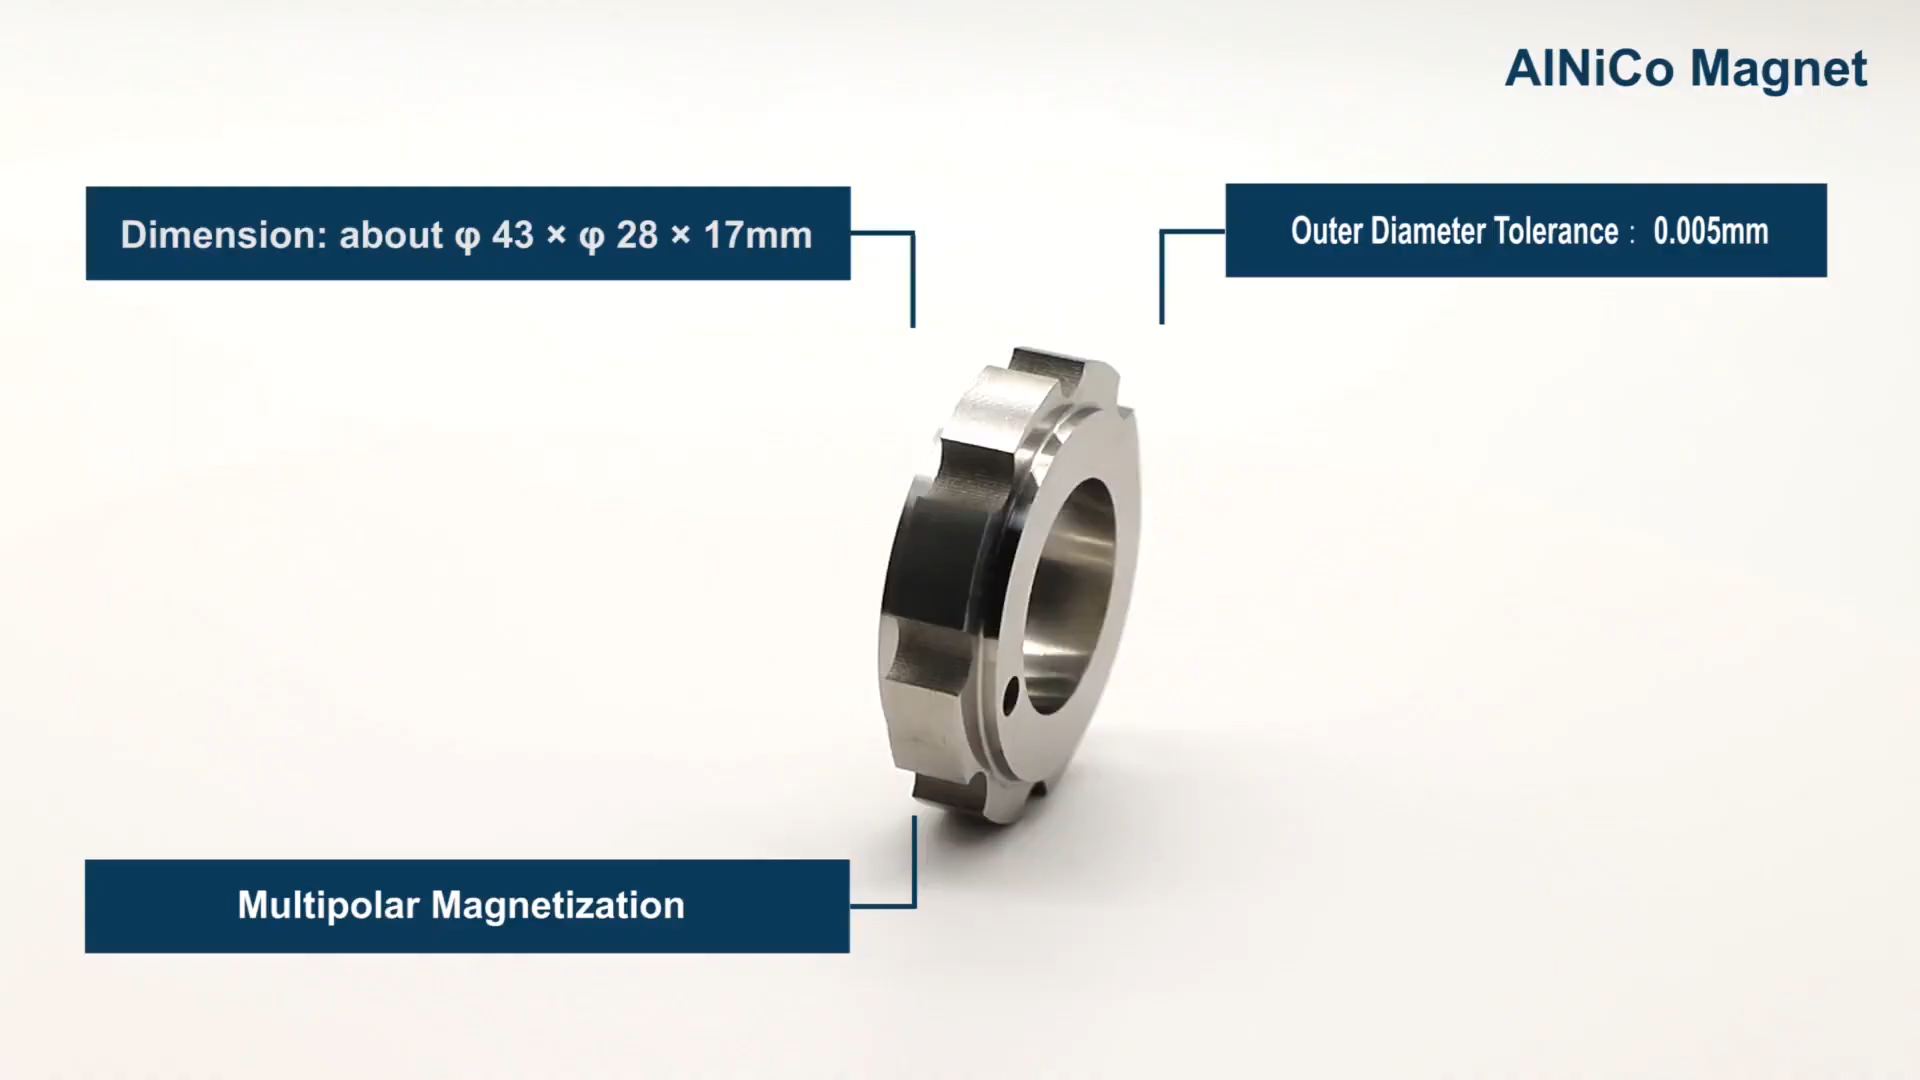 AlNiCo Magnet
Dimension: about φ 43 × φ 28 × 17mm
Outer Diameter Tolerance： 0.005mm
Multipolar Magnetization